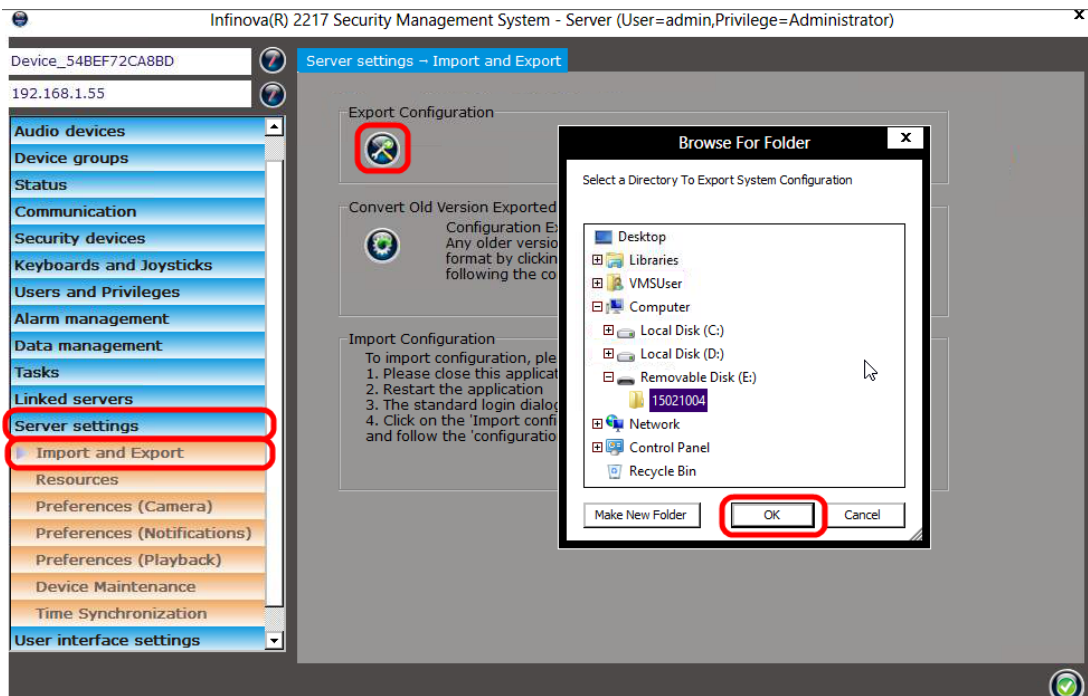 Infinova(R) 2217 Security Management System - Server (User=admin,Privilege=Administrator)
x
Device_54BEF72CA8BD
192.168.1.55
Audio devices
Device groups
Status
Communication
Security devices
Keyboards and Joysticks
Users and Privileges
Alarm management
Data management
Tasks
Linked servers
Server settings
Import and Export
Resources
Preferences (Camera)
Preferences (Notifications)
Preferences (Playback)
Device Maintenance
Time Synchronization
User interface settings
Server settings → Import and Export
Export Configuration
Convert Old Version Exported
Configuration
Any older versio
format by clickin
following the co
Import Configuration
To import configuration, ple
1. Please close this applicat
2. Restart the application
3. The standard login dialog
4. Click on the 'Import confi
and follow the 'configuratio
Browse For Folder
x
Select a Directory To Export System Configuration
Desktop
Libraries
VMSUser
Computer
Local Disk (C:)
Local Disk (D:)
Removable Disk (E:)
15021004
Network
Control Panel
Recycle Bin
Make New Folder
OK
Cancel